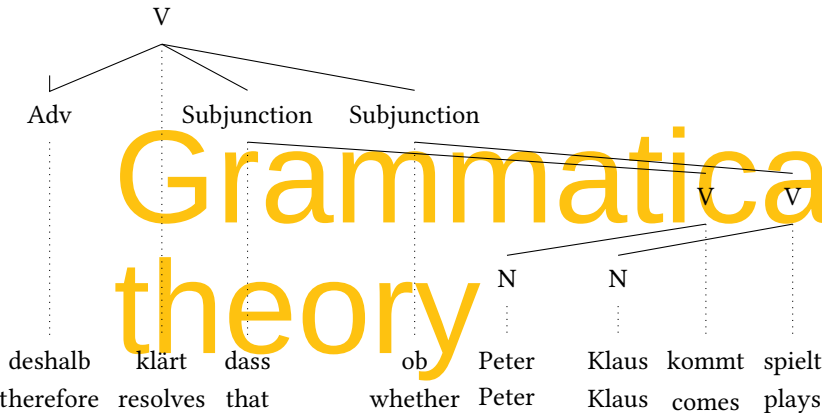 V
Adv Subjunction Subjunction
Grammatica
V V
theory
N N
deshalb klärt dass ob Peter Klaus kommt spielt
therefore resolves that whether Peter Klaus comes plays